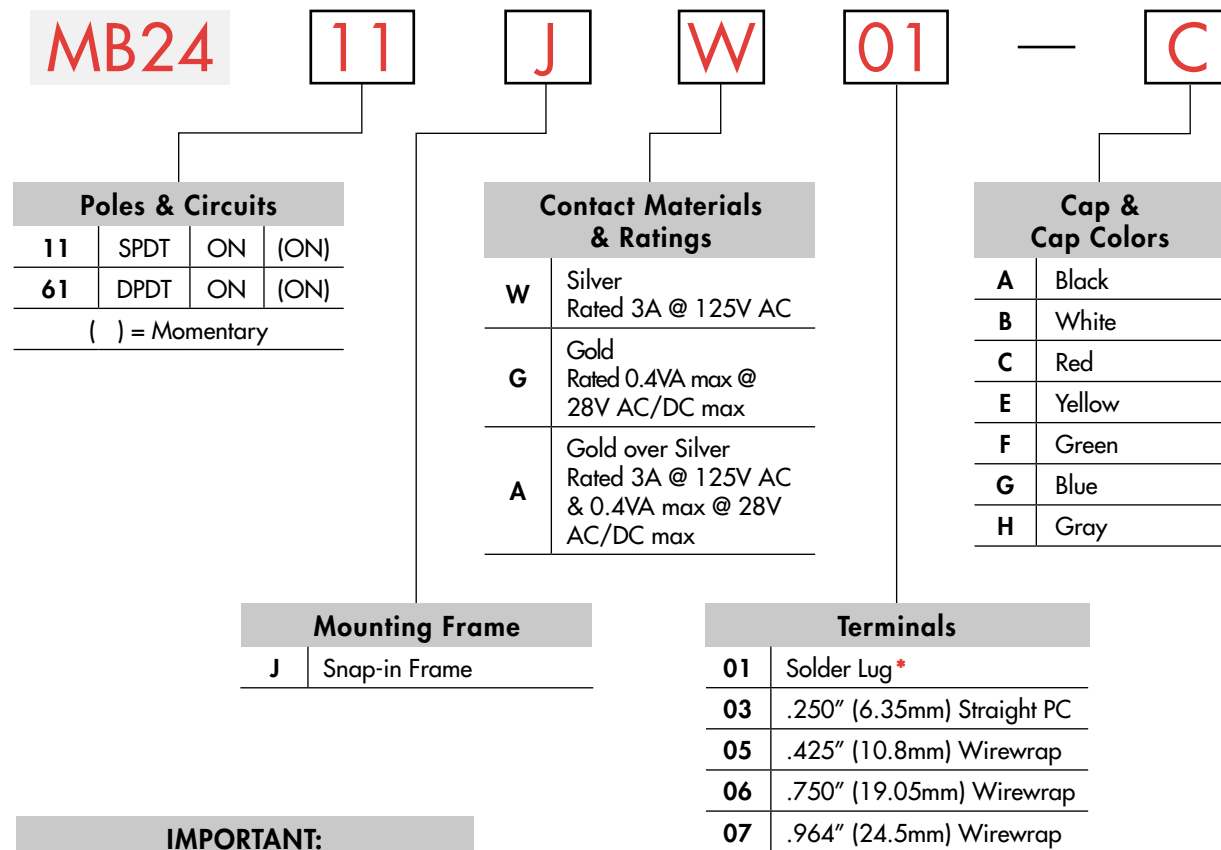 MB24 11 J W 01 — C
Poles & Circuits
11 SPDT ON (ON)
61 DPDT ON (ON)
( ) = Momentary
Contact Materials
& Ratings
W Silver
Rated 3A @ 125V AC
G Gold
Rated 0.4VA max @
28V AC/DC max
A Gold over Silver
Rated 3A @ 125V AC
& 0.4VA max @ 28V
AC/DC max
Cap &
Cap Colors
A Black
B White
C Red
E Yellow
F Green
G Blue
H Gray
Mounting Frame
J Snap-in Frame
Terminals
01 Solder Lug*
03 .250” (6.35mm) Straight PC
05 .425” (10.8mm) Wirewrap
06 .750” (19.05mm) Wirewrap
07 .964” (24.5mm) Wirewrap
IMPORTANT: